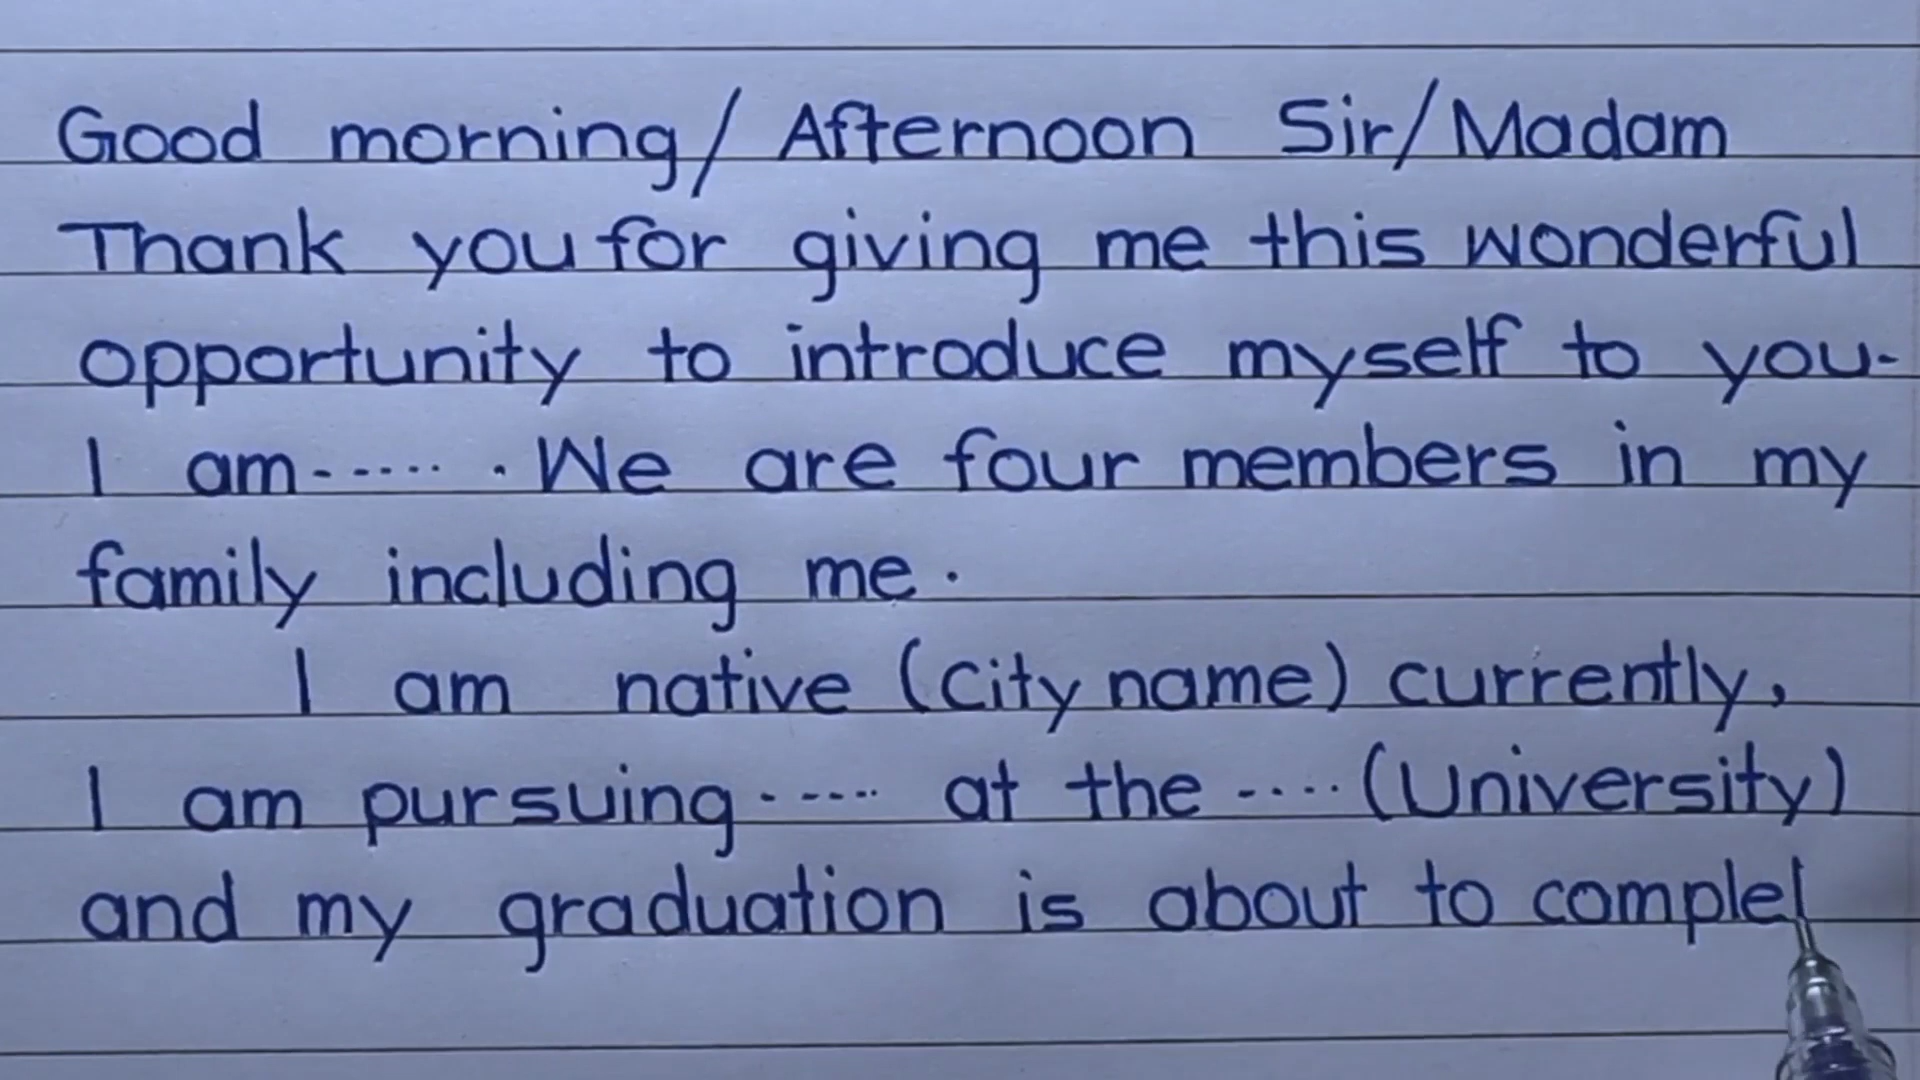 Good morning/ Afternoon Sir/Madam
Thank you for giving me this wonderful
opportunity to introduce myself to you.
I am- - - - - . We are four members in my
family including me.
I am native (City name) currently,
I am pursuing ----- at the .... (University)
and my graduation is about to complet